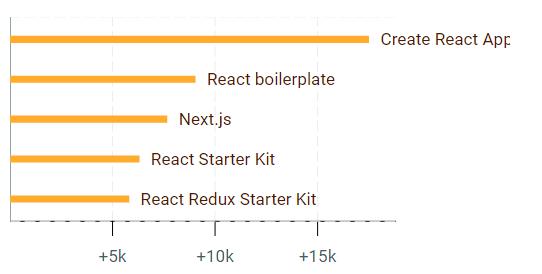 Create React App
React boilerplate
Next.js
React Starter Kit
React Redux Starter Kit
+5k +10k +15k